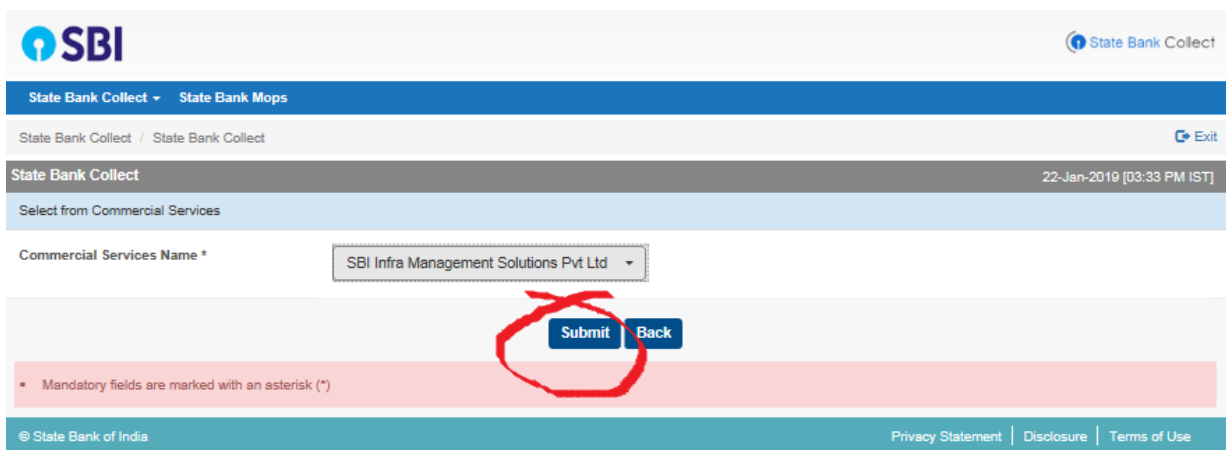 SBI
State Bank Collect
State Bank Collect State Bank Mops
State Bank Collect / State Bank Collect
Exit
State Bank Collect
22-Jan-2019 [03:33 PM IST]
Select from Commercial Services
Commercial Services Name *
SBI Infra Management Solutions Pvt Ltd
Submit Back
Mandatory fields are marked with an asterisk (*)
© State Bank of India
Privacy Statement | Disclosure | Terms of Use